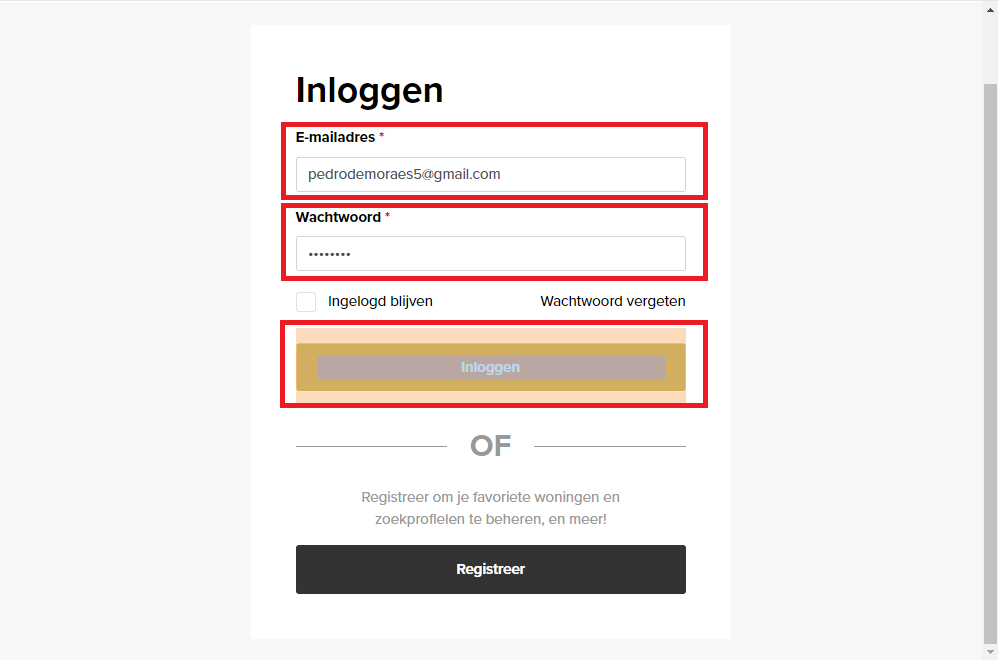 Inloggen
E-mailadres *
pedrodemoraes5@gmail.com
Wachtwoord *
••••••••
Ingelogd blijven Wachtwoord vergeten
Inloggen
OF
Registreer om je favoriete woningen en
zoekproflelen te beheren, en meer!
Registreer